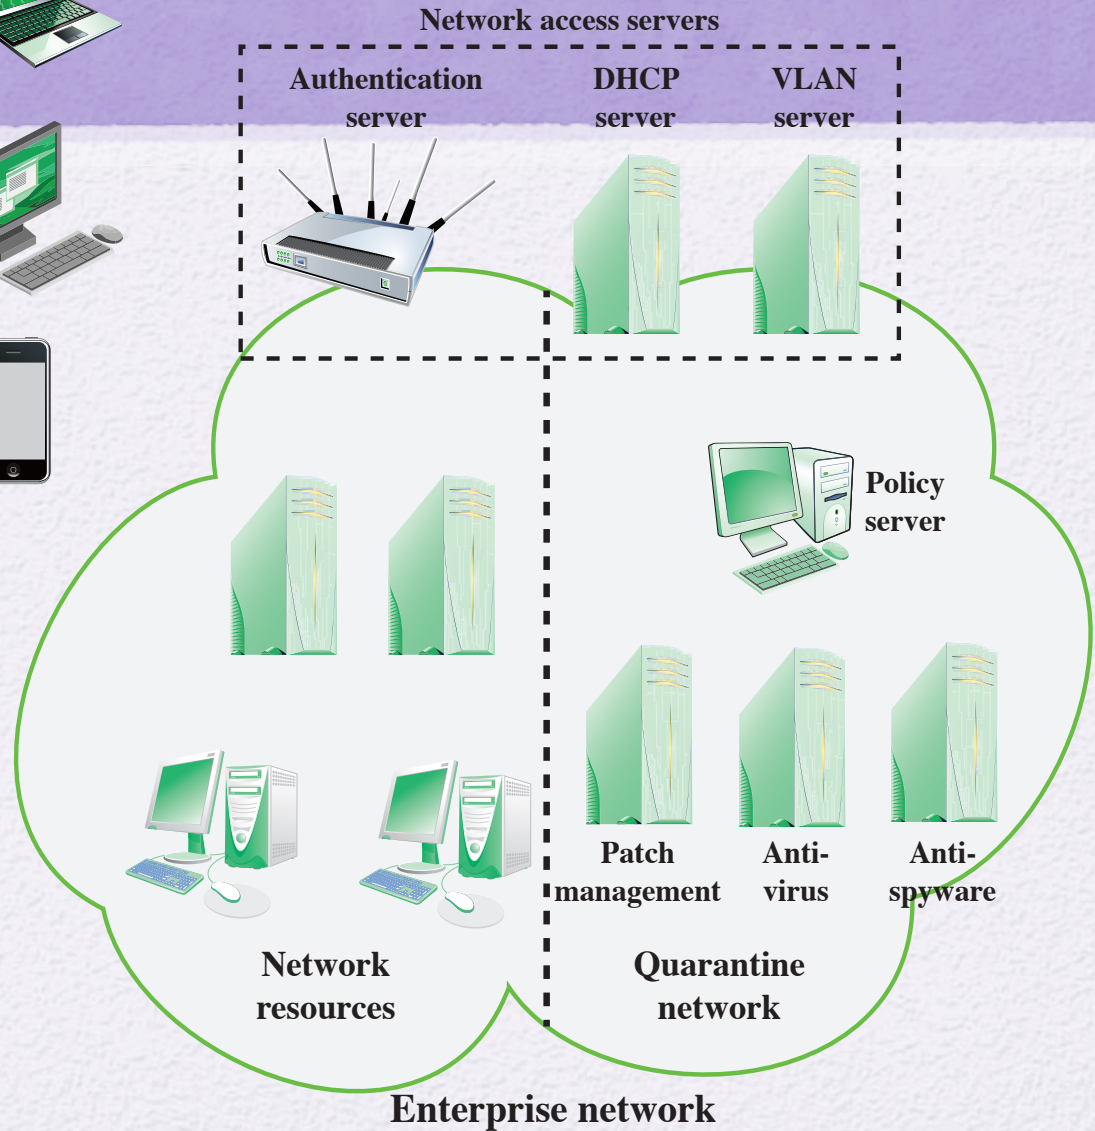 Network access servers
Authentication
server
DHCP
server
VLAN
server
Policy
server
Patch
management
Anti-
virus
Anti-
spyware
Network
resources
Quarantine
network
Enterprise network